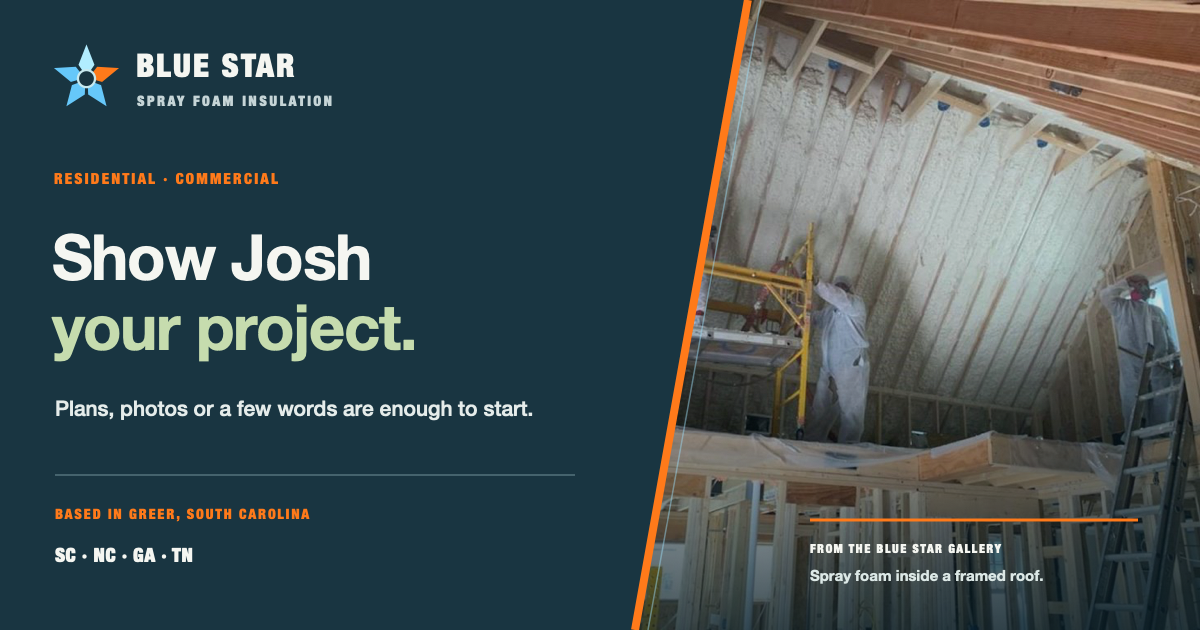 BLUE STAR
SPRAY FOAM INSULATION
RESIDENTIAL · COMMERCIAL
Show Josh
your project.
Plans, photos or a few words are enough to start.
BASED IN GREER, SOUTH CAROLINA
SC · NC · GA · TN
FROM THE BLUE STAR GALLERY
Spray foam inside a framed roof.